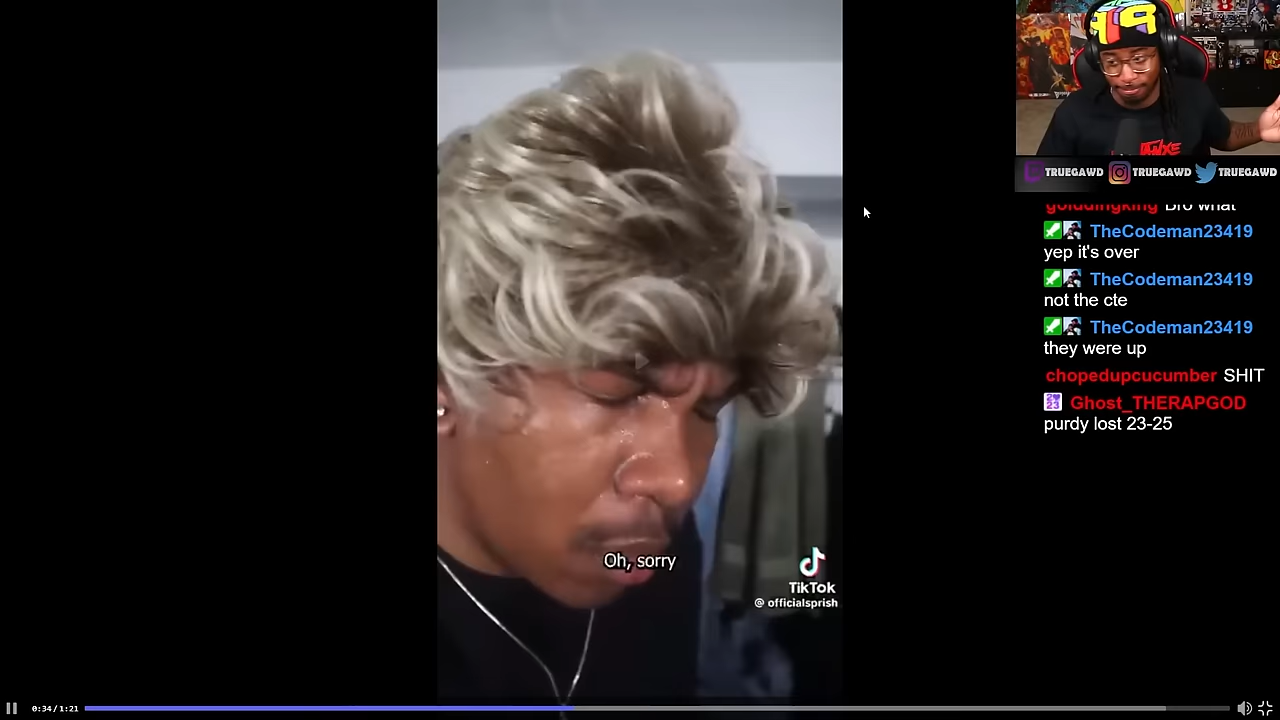 TRUEGAWD TRUEGAWD TRUEGAWD
golddingking Bro what
TheCodeman23419
yep it's over
TheCodeman23419
not the cte
TheCodeman23419
they were up
chopedupcucumber SHIT
Ghost_THERAPGOD
purdy lost 23-25
Oh, sorry
TikTok
@ officialsprish
0:34 / 1:21